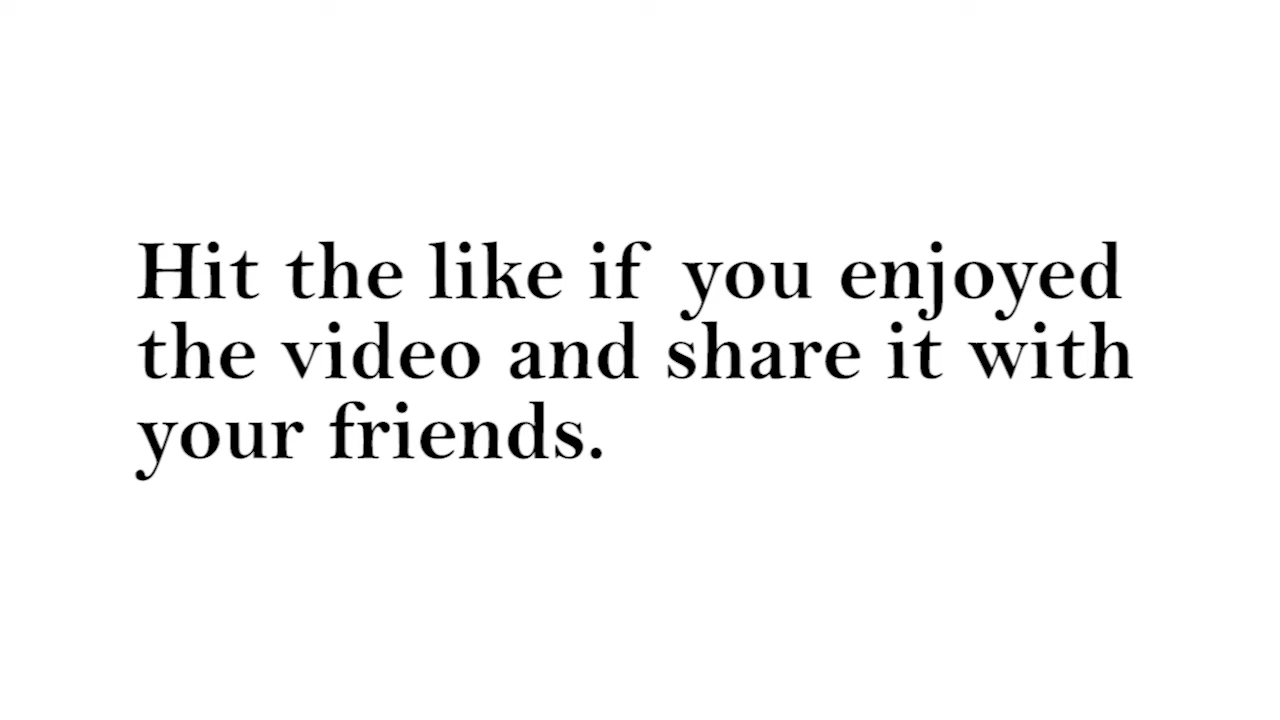 Hit the like if you enjoyed
the video and share it with
your friends.